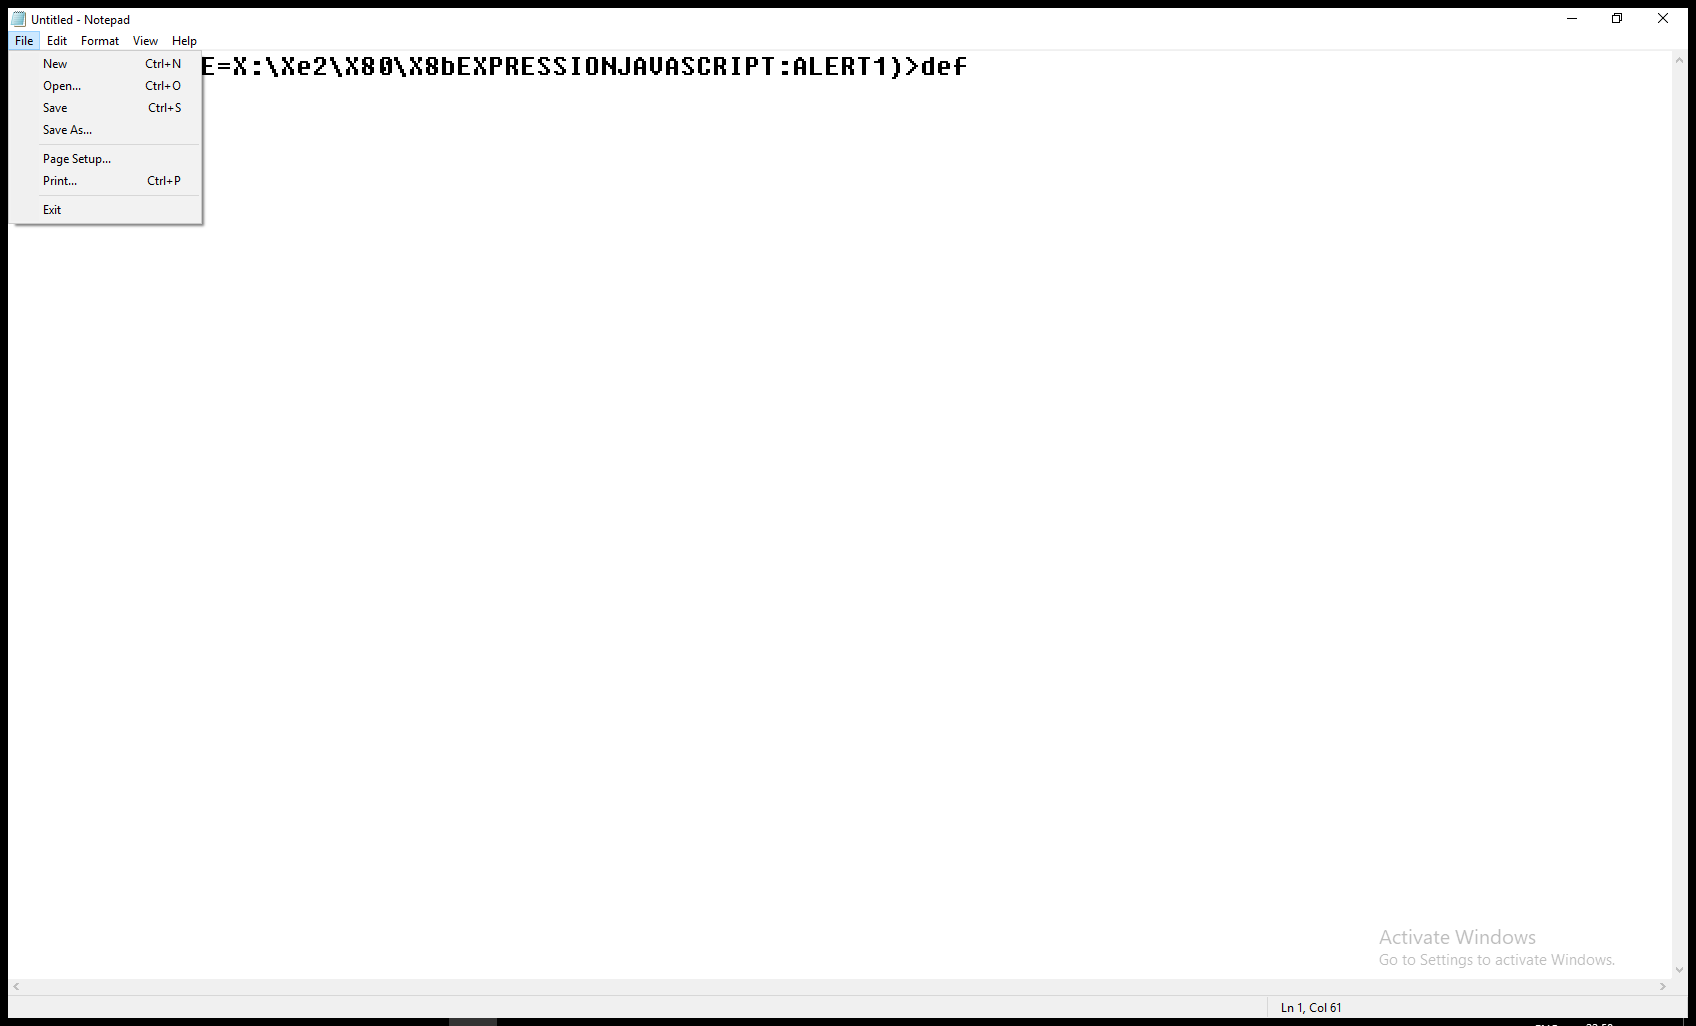 Untitled - Notepad
File Edit Format View Help
E=X:\Xe2\X80\X8bEXPRESSIONJAVASCRIPT:ALERT1)>def
New Ctrl+N
Open... Ctrl+O
Save Ctrl+S
Save As...
Page Setup...
Print... Ctrl+P
Exit
Activate Windows
Go to Settings to activate Windows.
Ln 1, Col 61